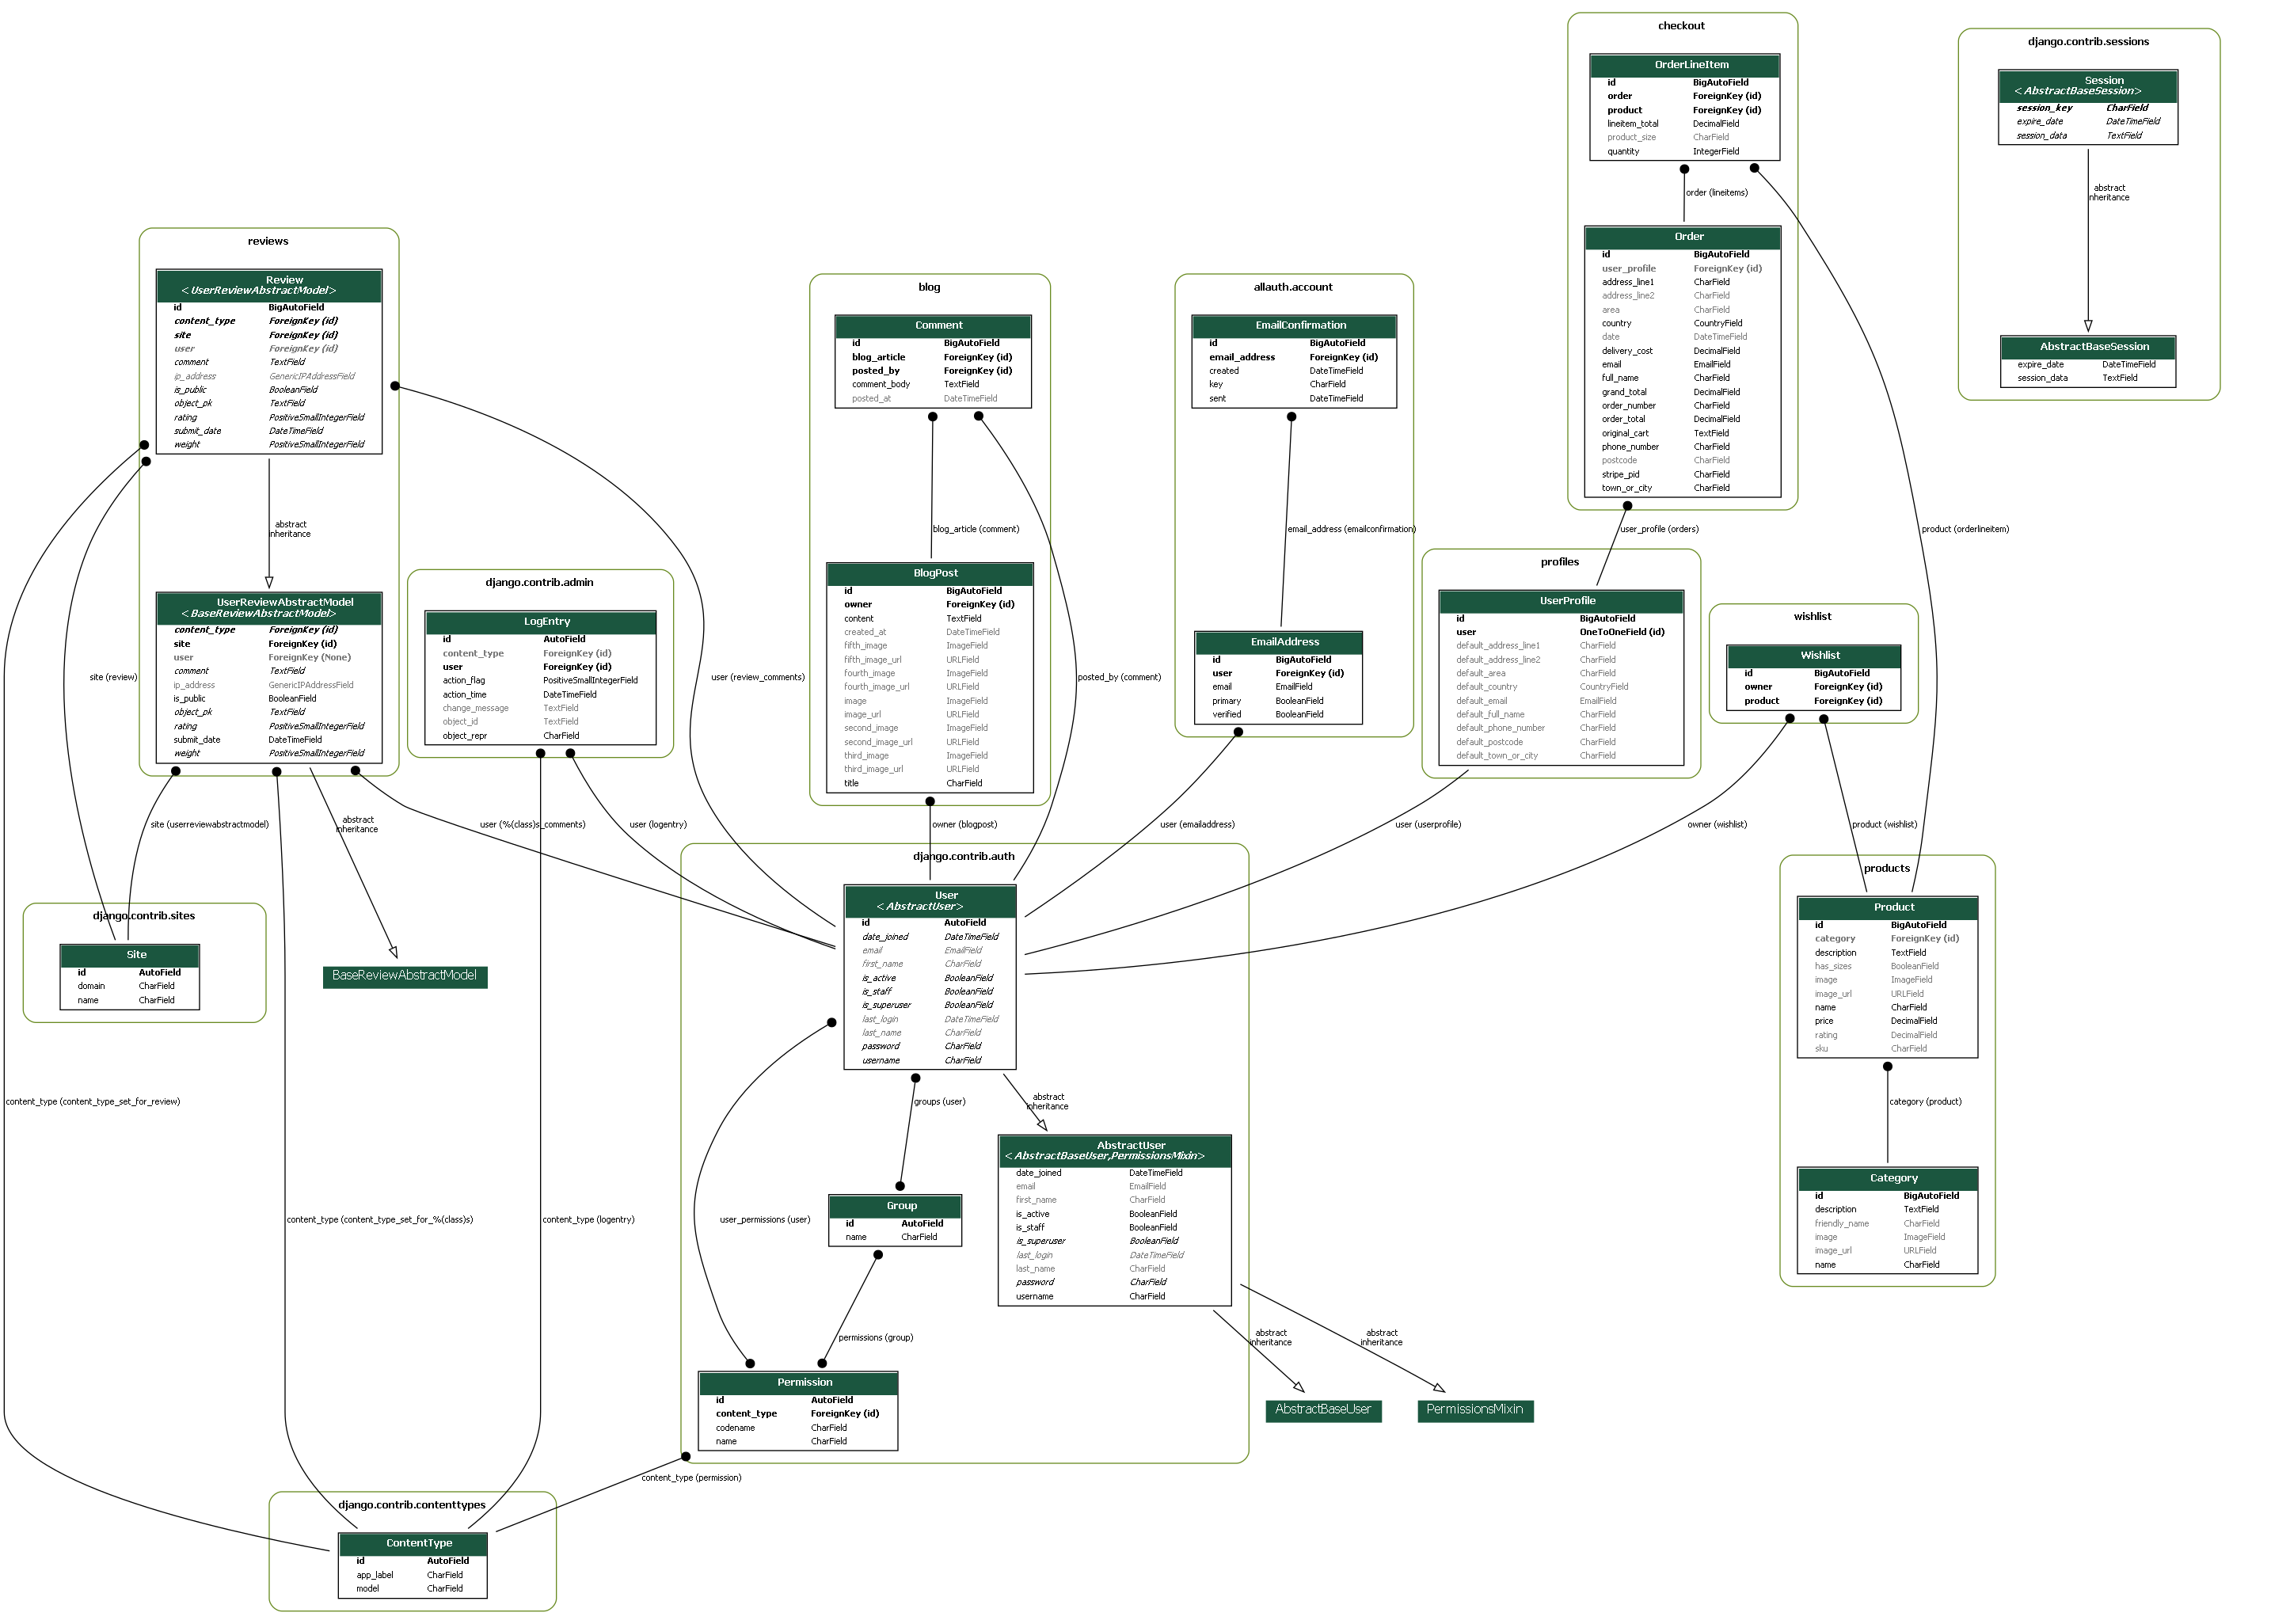 checkout
OrderLineItem
id BigAutoField
order ForeignKey (id)
product ForeignKey (id)
lineitem_total DecimalField
product_size CharField
quantity IntegerField
order (lineitems)
Order
id BigAutoField
user_profile ForeignKey (id)
address_line1 CharField
address_line2 CharField
area CharField
country CountryField
date DateTimeField
delivery_cost DecimalField
email EmailField
full_name CharField
grand_total DecimalField
order_number CharField
order_total DecimalField
original_cart TextField
phone_number CharField
postcode CharField
stripe_pid CharField
town_or_city CharField
user_profile (orders)
product (orderlineitem)
django.contrib.sessions
Session
<AbstractBaseSession>
session_key CharField
expire_date DateTimeField
session_data TextField
abstract
inheritance
AbstractBaseSession
expire_date DateTimeField
session_data TextField
reviews
Review
<UserReviewAbstractModel>
id BigAutoField
content_type ForeignKey (id)
site ForeignKey (id)
user ForeignKey (id)
comment TextField
ip_address GenericIPAddressField
is_public BooleanField
object_pk TextField
rating PositiveSmallIntegerField
submit_date DateTimeField
weight PositiveSmallIntegerField
abstract
inheritance
UserReviewAbstractModel
<BaseReviewAbstractModel>
content_type ForeignKey (id)
site ForeignKey (id)
user ForeignKey (None)
comment TextField
ip_address GenericIPAddressField
is_public BooleanField
object_pk TextField
rating PositiveSmallIntegerField
submit_date DateTimeField
weight PositiveSmallIntegerField
site (review)
user (review_comments)
site (userreviewabstractmodel)
abstract
inheritance
user (%(class)s_comments)
user (logentry)
django.contrib.admin
LogEntry
id AutoField
content_type ForeignKey (id)
user ForeignKey (id)
action_flag PositiveSmallIntegerField
action_time DateTimeField
change_message TextField
object_id TextField
object_repr CharField
blog
Comment
id BigAutoField
blog_article ForeignKey (id)
posted_by ForeignKey (id)
comment_body TextField
posted_at DateTimeField
blog_article (comment)
posted_by (comment)
BlogPost
id BigAutoField
owner ForeignKey (id)
content TextField
created_at DateTimeField
fifth_image ImageField
fifth_image_url URLField
fourth_image ImageField
fourth_image_url URLField
image ImageField
image_url URLField
second_image ImageField
second_image_url URLField
third_image ImageField
third_image_url URLField
title CharField
owner (blogpost)
allauth.account
EmailConfirmation
id BigAutoField
email_address ForeignKey (id)
created DateTimeField
key CharField
sent DateTimeField
email_address (emailconfirmation)
EmailAddress
id BigAutoField
user ForeignKey (id)
email EmailField
primary BooleanField
verified BooleanField
user (emailaddress)
profiles
UserProfile
id BigAutoField
user OneToOneField (id)
default_address_line1 CharField
default_address_line2 CharField
default_area CharField
default_country CountryField
default_email EmailField
default_full_name CharField
default_phone_number CharField
default_postcode CharField
default_town_or_city CharField
user (userprofile)
wishlist
Wishlist
id BigAutoField
owner ForeignKey (id)
product ForeignKey (id)
owner (wishlist)
product (wishlist)
products
Product
id BigAutoField
category ForeignKey (id)
description TextField
has_sizes BooleanField
image ImageField
image_url URLField
name CharField
price DecimalField
rating DecimalField
sku CharField
category (product)
Category
id BigAutoField
description TextField
friendly_name CharField
image ImageField
image_url URLField
name CharField
django.contrib.sites
Site
id AutoField
domain CharField
name CharField
BaseReviewAbstractModel
django.contrib.auth
User
<AbstractUser>
id AutoField
date_joined DateTimeField
email EmailField
first_name CharField
is_active BooleanField
is_staff BooleanField
is_superuser BooleanField
last_login DateTimeField
last_name CharField
password CharField
username CharField
groups (user)
abstract
inheritance
user_permissions (user)
Group
id AutoField
name CharField
permissions (group)
AbstractUser
<AbstractBaseUser,PermissionsMixin>
date_joined DateTimeField
email EmailField
first_name CharField
is_active BooleanField
is_staff BooleanField
is_superuser BooleanField
last_login DateTimeField
last_name CharField
password CharField
username CharField
abstract
inheritance
abstract
inheritance
AbstractBaseUser
PermissionsMixin
Permission
id AutoField
content_type ForeignKey (id)
codename CharField
name CharField
content_type (content_type_set_for_review)
content_type (content_type_set_for_%(class)s)
content_type (logentry)
content_type (permission)
django.contrib.contenttypes
ContentType
id AutoField
app_label CharField
model CharField